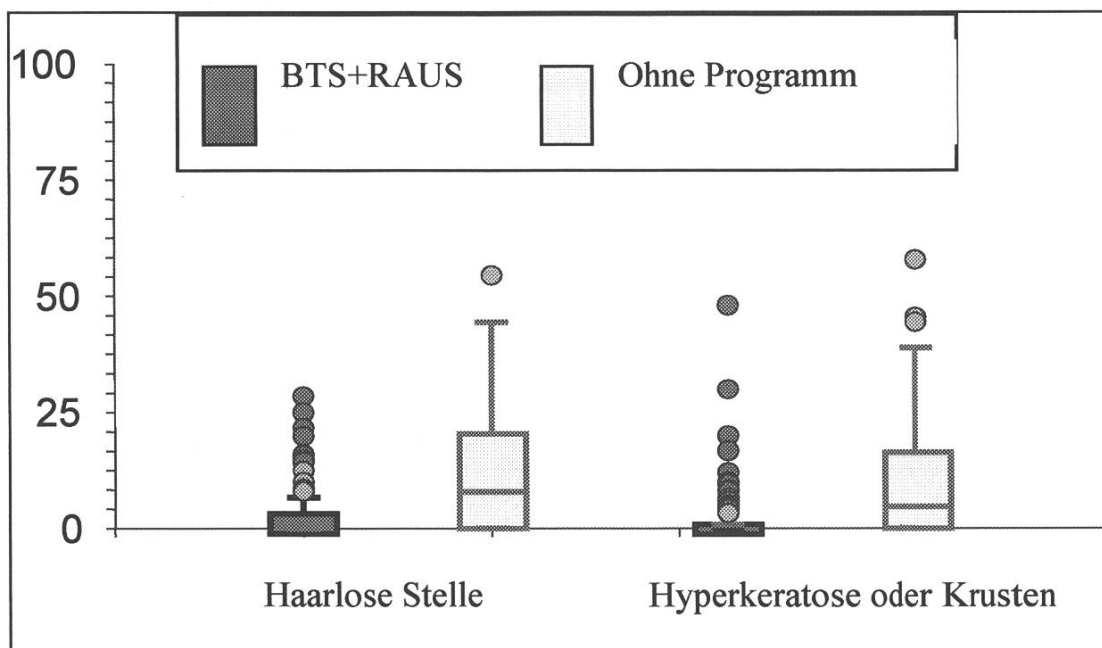 100
75
50
25
0
BTS+RAUS
Ohne Programm
Haarlose Stelle
Hyperkeratose oder Krusten